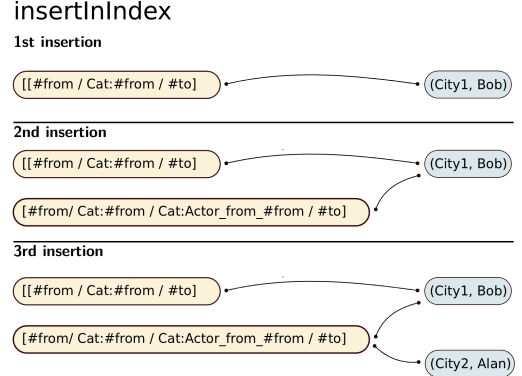 insertInIndex
1st insertion
[[#from / Cat:#from / #to] (City1, Bob)
2nd insertion
[[#from / Cat:#from / #to] (City1, Bob)
[#from/ Cat:#from / Cat:Actor_from_#from / #to]
3rd insertion
[[#from / Cat:#from / #to] (City1, Bob)
[#from/ Cat:#from / Cat:Actor_from_#from / #to]
(City2, Alan)